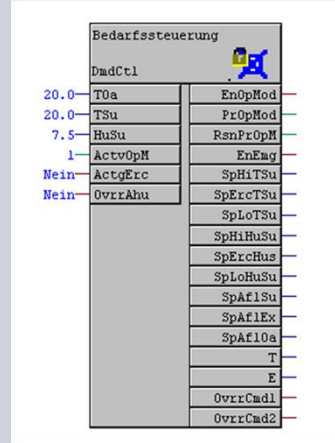 Bedarfssteuerung
DmdCtl
20.0 TOa EnOpMod
20.0 TSu PrOpMod
7.5 HuSu RsnPrOpM
1 ActvOpM EnEmg
Nein ActgErc SpHiTSu
Nein OvrrAhu SpErcTSu
SpLoTSu
SpHiHuSu
SpErcHus
SpLoHuSu
SpAflSu
SpAflEx
SpAflOa
T
E
OvrrCmd1
OvrrCmd2